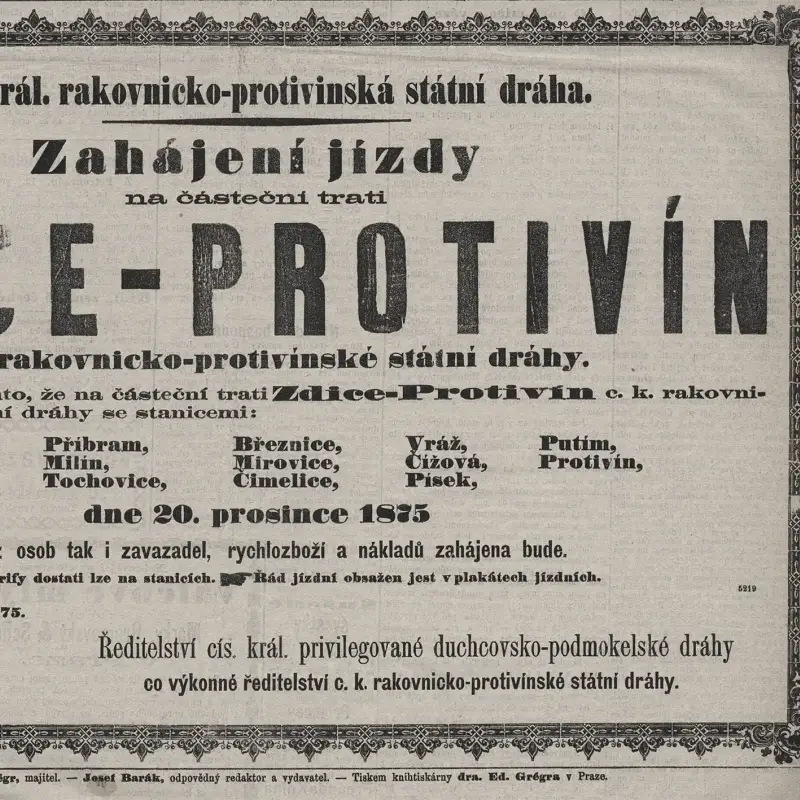 král. rakovnicko-protivinská státní dráha.
Zahájení jízdy
na částeční trati
CE-PROTIVÍN
rakovnicko-protivínské státní dráhy.
to, že na částeční trati Zdice-Protivín c. k. rakovni-
ní dráhy se stanicemi:
Příbram, Březnice, Vráž, Putim,
Milín, Mirovice, Čížová, Protivín,
Tochovice, Čimelice, Písek,
dne 20. prosince 1875
osob tak i zavazadel, rychlozboží a nákladů zahájena bude.
rify dostati lze na stanicích. ☛ Řád jízdní obsažen jest v plakátech jízdních.
5219
75.
Ředitelství cís. král. privilegované duchcovsko-podmokelské dráhy
co výkonné ředitelství c. k. rakovnicko-protivínské státní dráhy.
égr, majitel. — Josef Barák, odpovědný redaktor a vydavatel. — Tiskem knihtiskárny dra. Ed. Grégra v Praze.